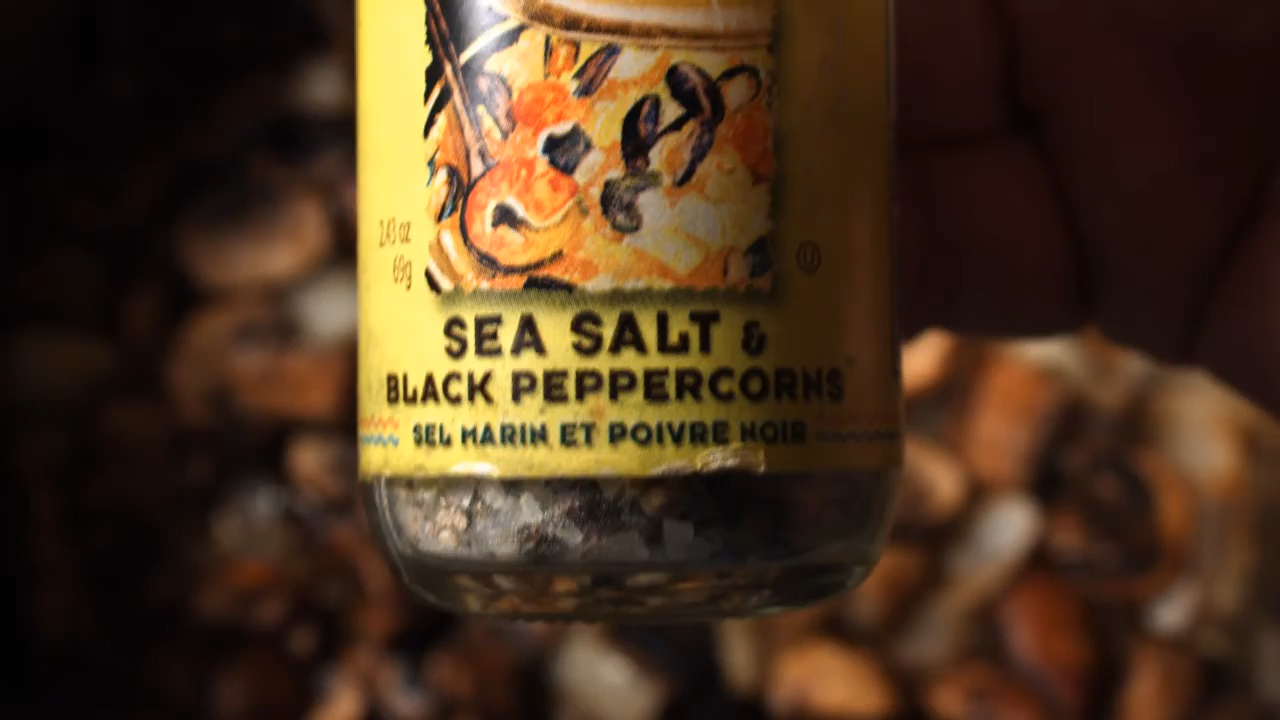 2.43 oz
69g
U
SEA SALT &
BLACK PEPPERCORNS
SEL MARIN ET POIVRE NOIR